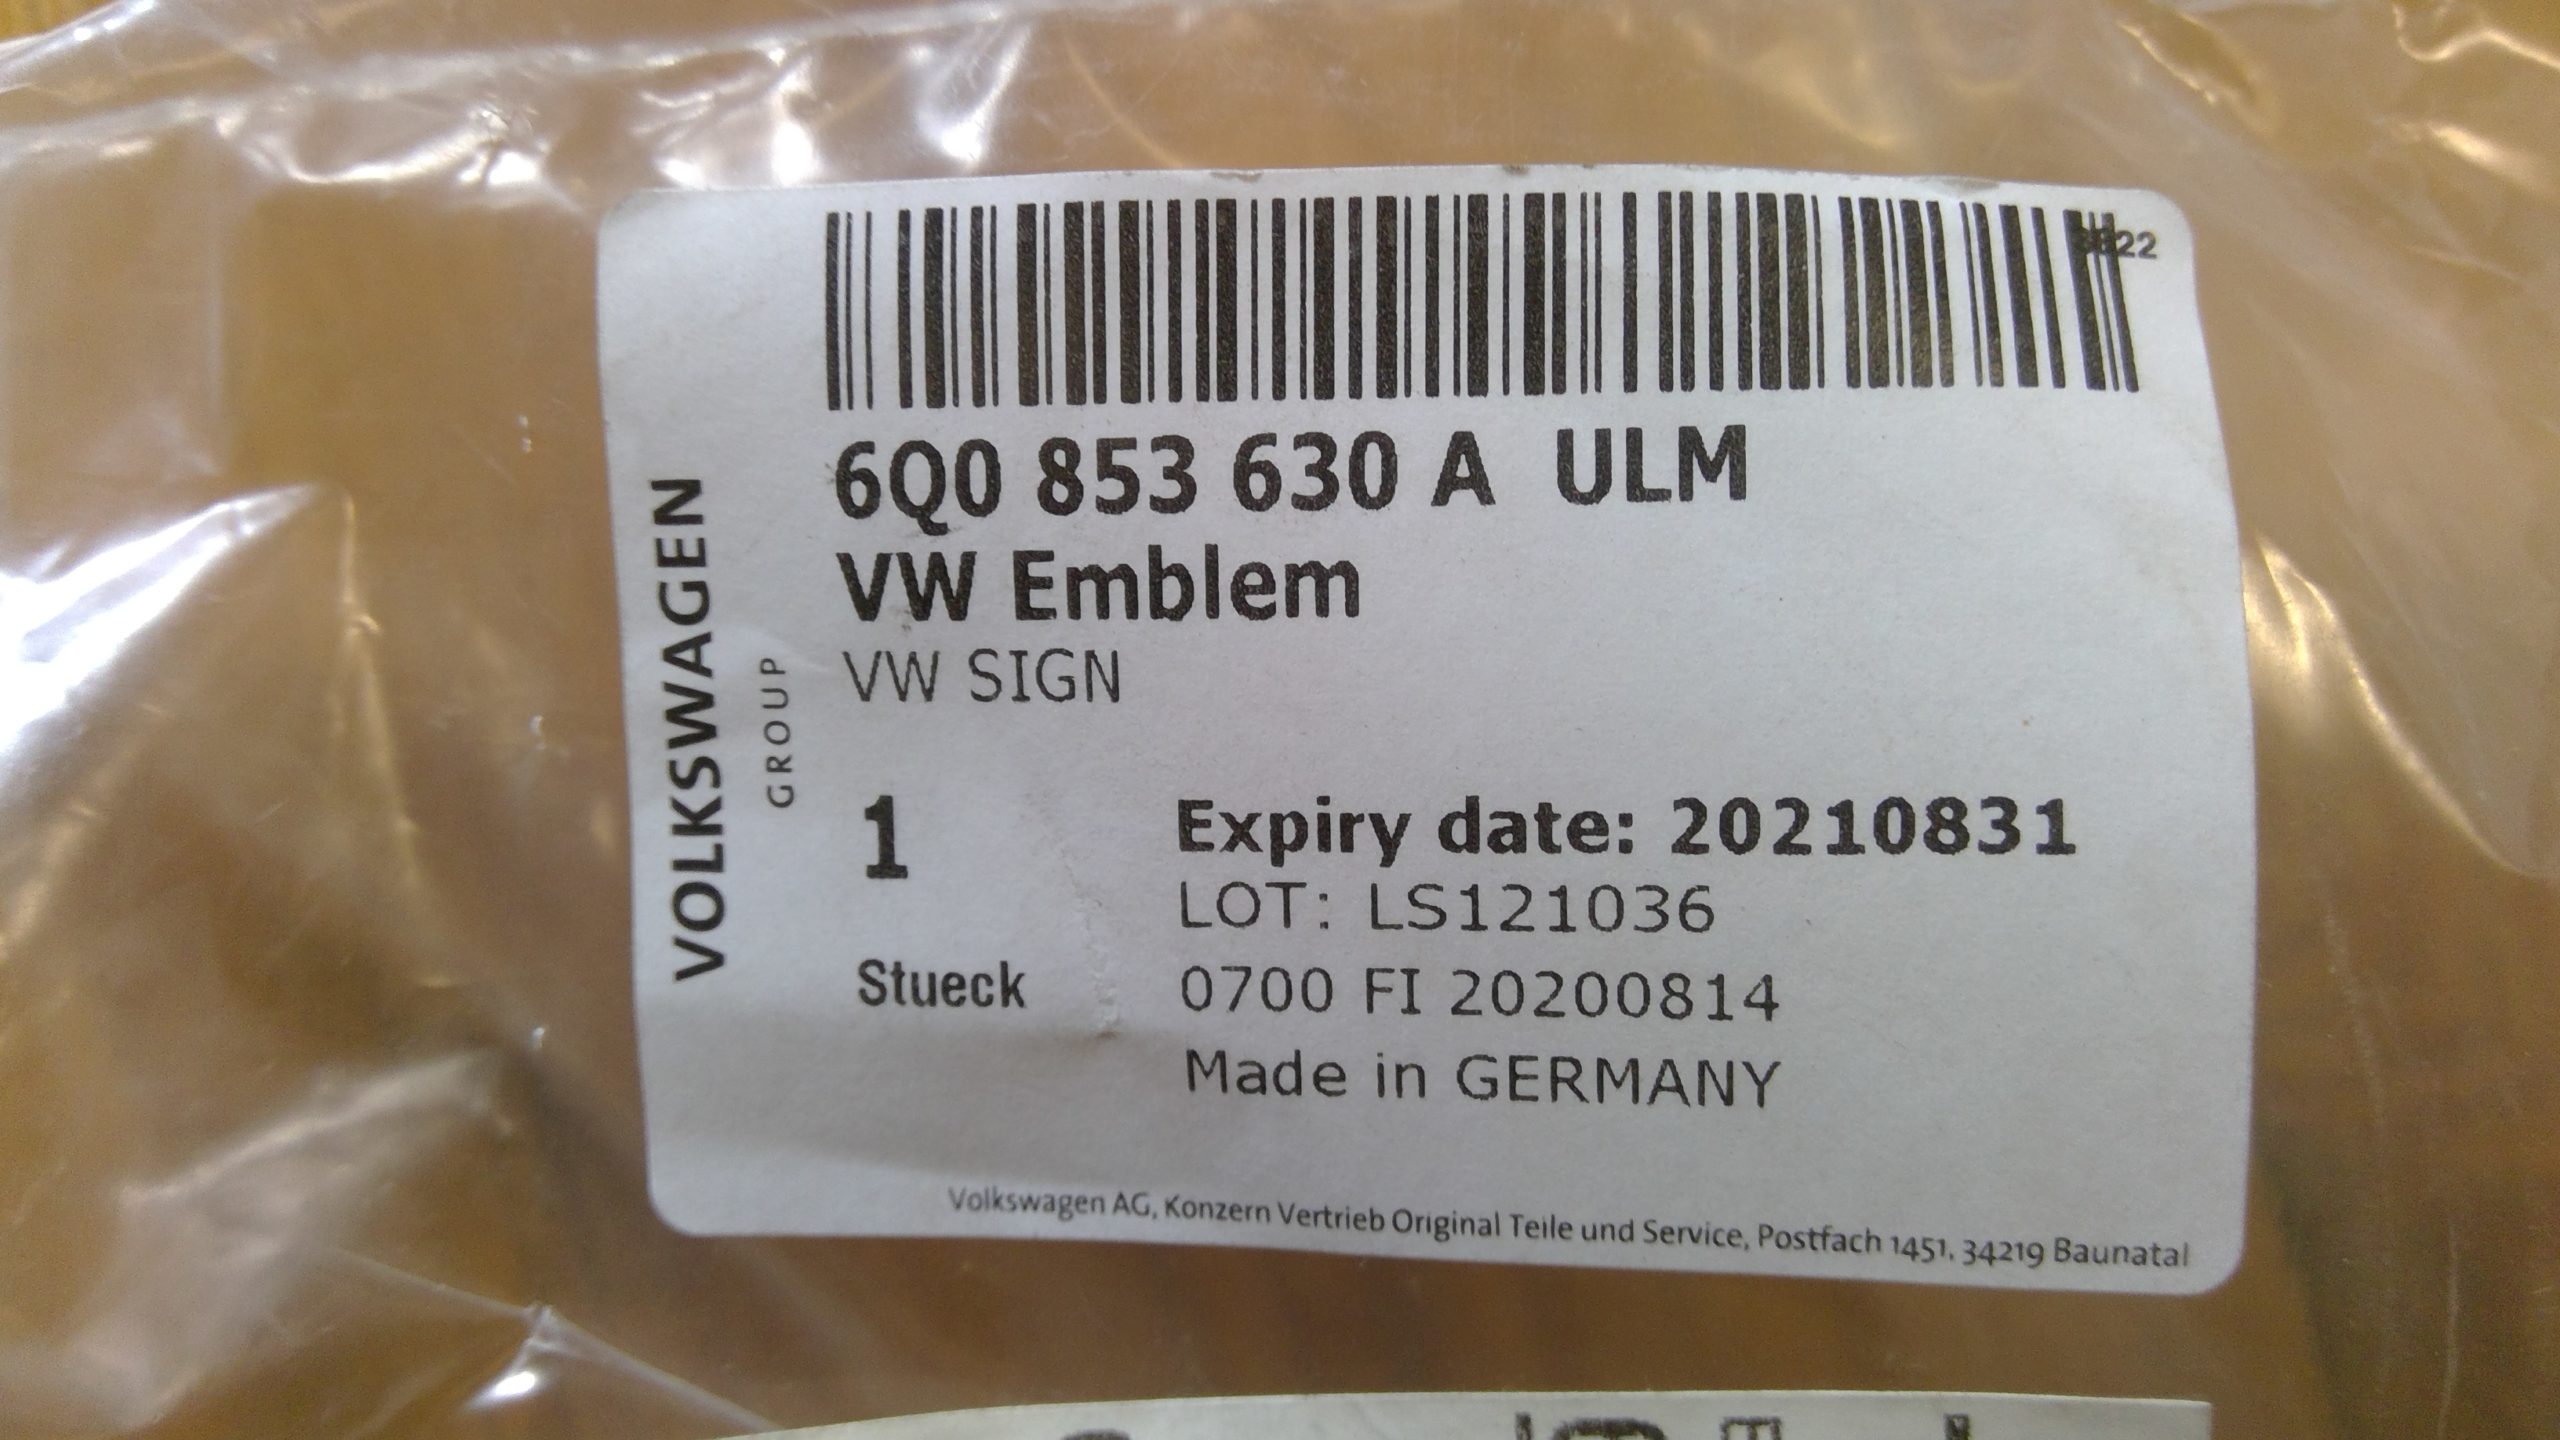 6Q0 853 630 A ULM
VW Emblem
VW SIGN
VOLKSWAGEN
GROUP
1
Stueck
Expiry date: 20210831
LOT: LS121036
0700 FI 20200814
Made in GERMANY
Volkswagen AG, Konzern Vertrieb Original Teile und Service, Postfach 1451, 34219 Baunatal